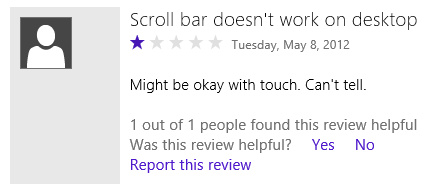 Scroll bar doesn't work on desktop
Tuesday, May 8, 2012
Might be okay with touch. Can't tell.
1 out of 1 people found this review helpful
Was this review helpful? Yes No
Report this review